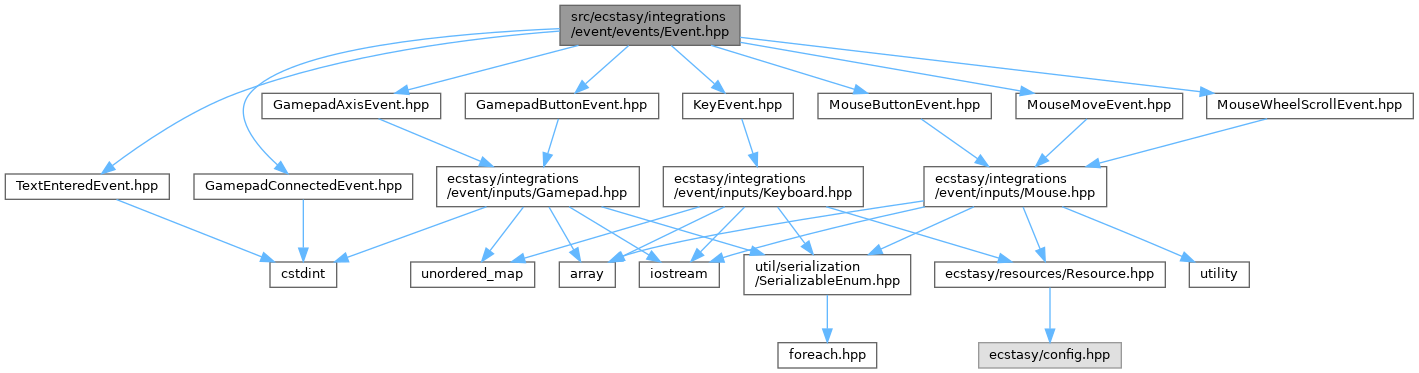 src/ecstasy/integrations
/event/events/Event.hpp
GamepadAxisEvent.hpp
GamepadButtonEvent.hpp
KeyEvent.hpp
MouseButtonEvent.hpp
MouseMoveEvent.hpp
MouseWheelScrollEvent.hpp
TextEnteredEvent.hpp
GamepadConnectedEvent.hpp
ecstasy/integrations
/event/inputs/Gamepad.hpp
ecstasy/integrations
/event/inputs/Keyboard.hpp
ecstasy/integrations
/event/inputs/Mouse.hpp
cstdint
unordered_map
array
iostream
util/serialization
/SerializableEnum.hpp
ecstasy/resources/Resource.hpp
utility
foreach.hpp
ecstasy/config.hpp